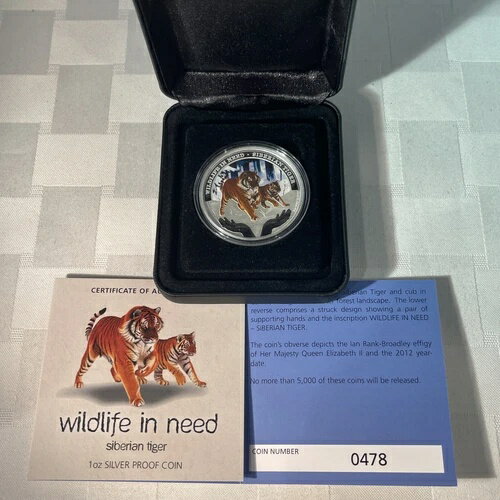 WILDLIFE IN NEED • SIBERIAN TIGER
CERTIFICATE OF
wildlife in need
siberian tiger
1oz SILVER PROOF COIN
Tiger and cub in
forest landscape. The lower
reverse comprises a struck design showing a pair of
supporting hands and the inscription WILDLIFE IN NEED
– SIBERIAN TIGER.
The coin's obverse depicts the Ian Rank-Broadley effigy
of Her Majesty Queen Elizabeth II and the 2012 year-
date.
No more than 5,000 of these coins will be released.
COIN NUMBER
0478